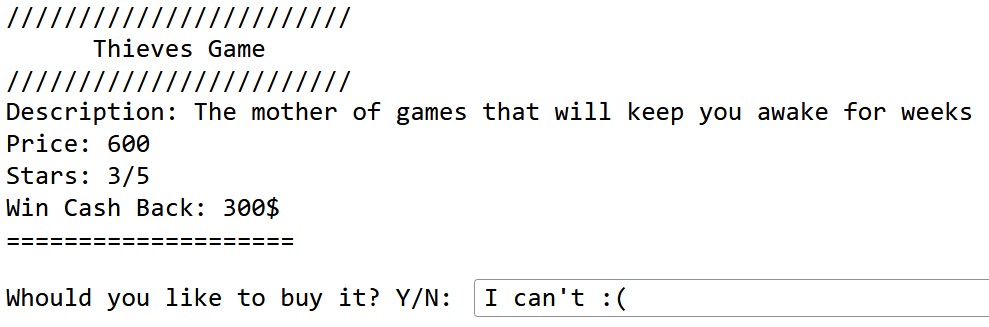 ////////////////////////
Thieves Game
////////////////////////
Description: The mother of games that will keep you awake for weeks
Price: 600
Stars: 3/5
Win Cash Back: 300$
====================
Whould you like to buy it? Y/N: I can't :(